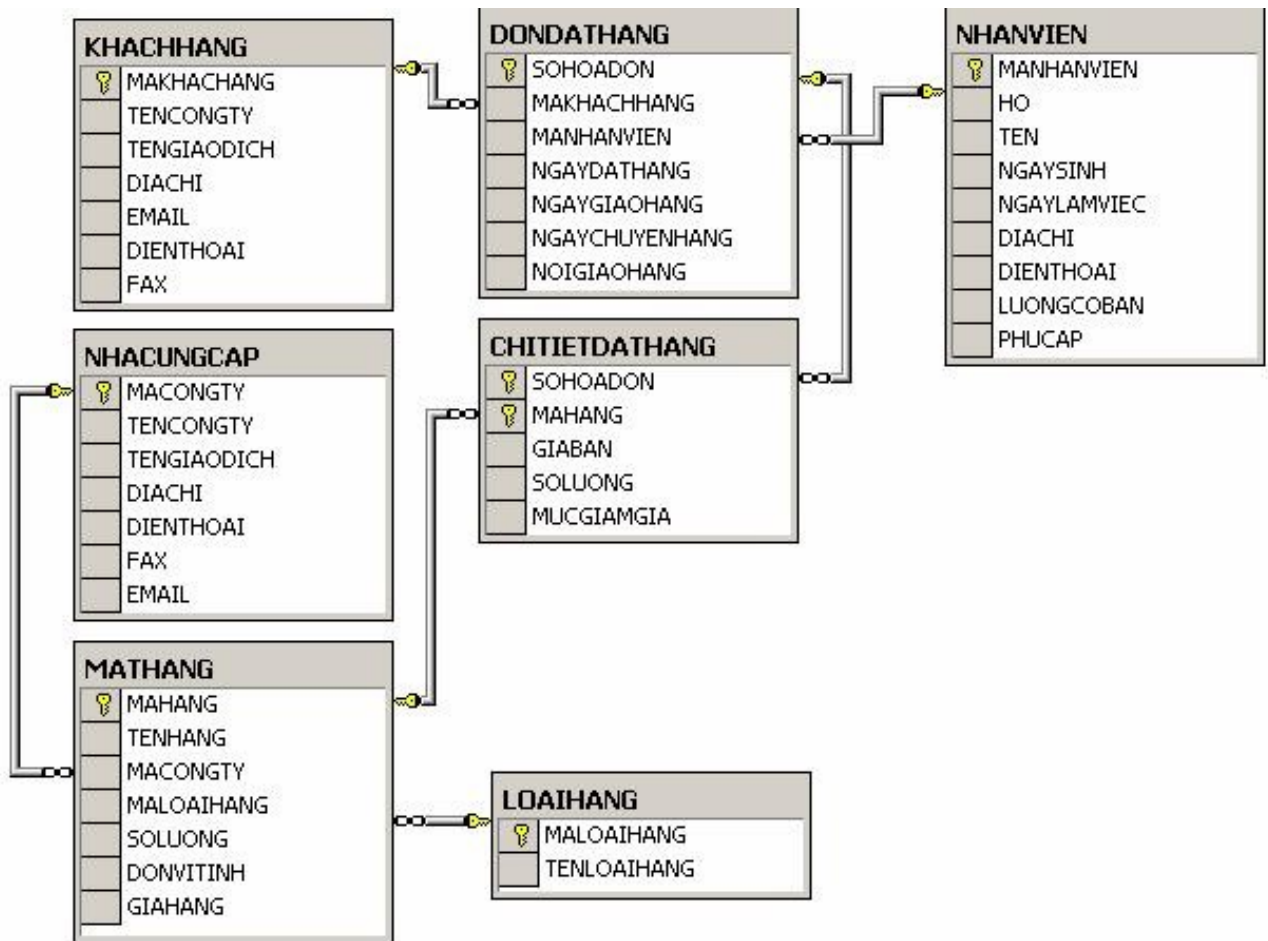 KHACHHANG
MAKHACHANG
TENCONGTY
TENGIAODICH
DIACHI
EMAIL
DIENTHOAI
FAX
DONDATHANG
SOHOADON
MAKHACHHANG
MANHANVIEN
NGAYDATHANG
NGAYGIAOHANG
NGAYCHUYENHANG
NOIGIAOHANG
NHANVIEN
MANHANVIEN
HO
TEN
NGAYSINH
NGAYLAMVIEC
DIACHI
DIENTHOAI
LUONGCOBAN
PHUCAP
NHACUNGCAP
MACONGTY
TENCONGTY
TENGIAODICH
DIACHI
DIENTHOAI
FAX
EMAIL
CHITIETDATHANG
SOHOADON
MAHANG
GIABAN
SOLUONG
MUCGIAMGIA
MATHANG
MAHANG
TENHANG
MACONGTY
MALOAIHANG
SOLUONG
DONVITINH
GIAHANG
LOAIHANG
MALOAIHANG
TENLOAIHANG